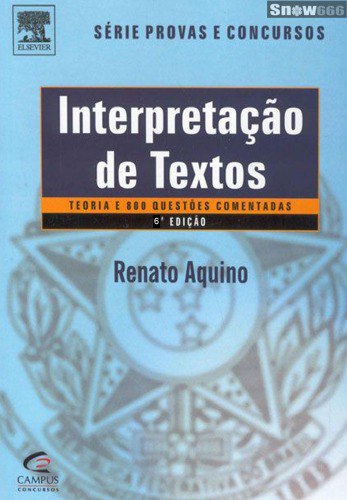 Snow666
ELSEVIER
SÉRIE PROVAS E CONCURSOS
Interpretação
de Textos
TEORIA E 800 QUESTÕES COMENTADAS
6ª EDIÇÃO
Renato Aquino
CAMPUS
CONCURSOS